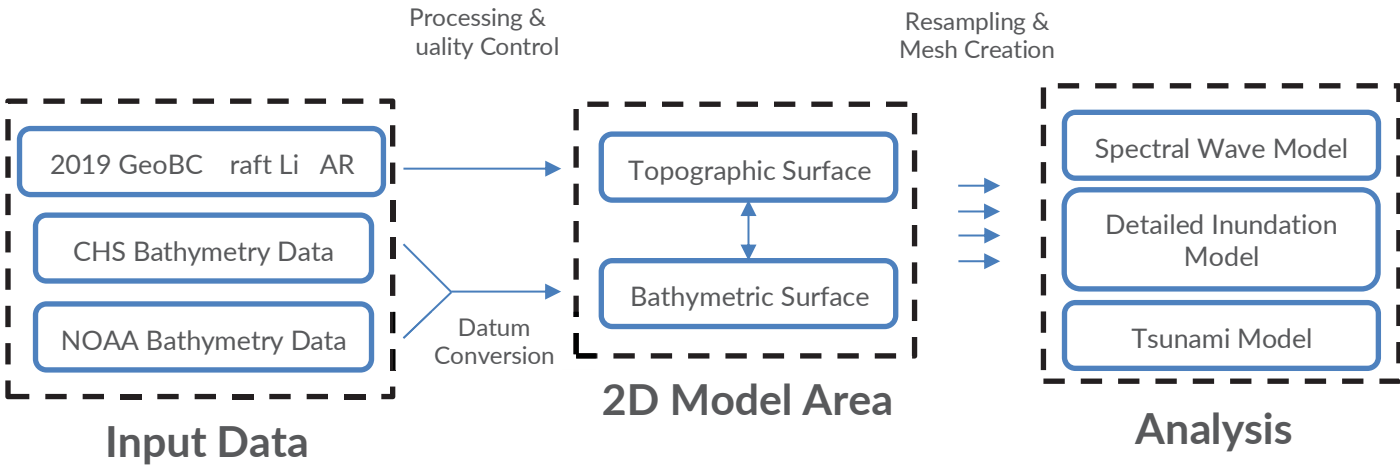 Processing &
uality Control
Resampling &
Mesh Creation
2019 GeoBC raft Li AR
CHS Bathymetry Data
NOAA Bathymetry Data
Datum
Conversion
Topographic Surface
Bathymetric Surface
Spectral Wave Model
Detailed Inundation
Model
Tsunami Model
Input Data
2D Model Area
Analysis